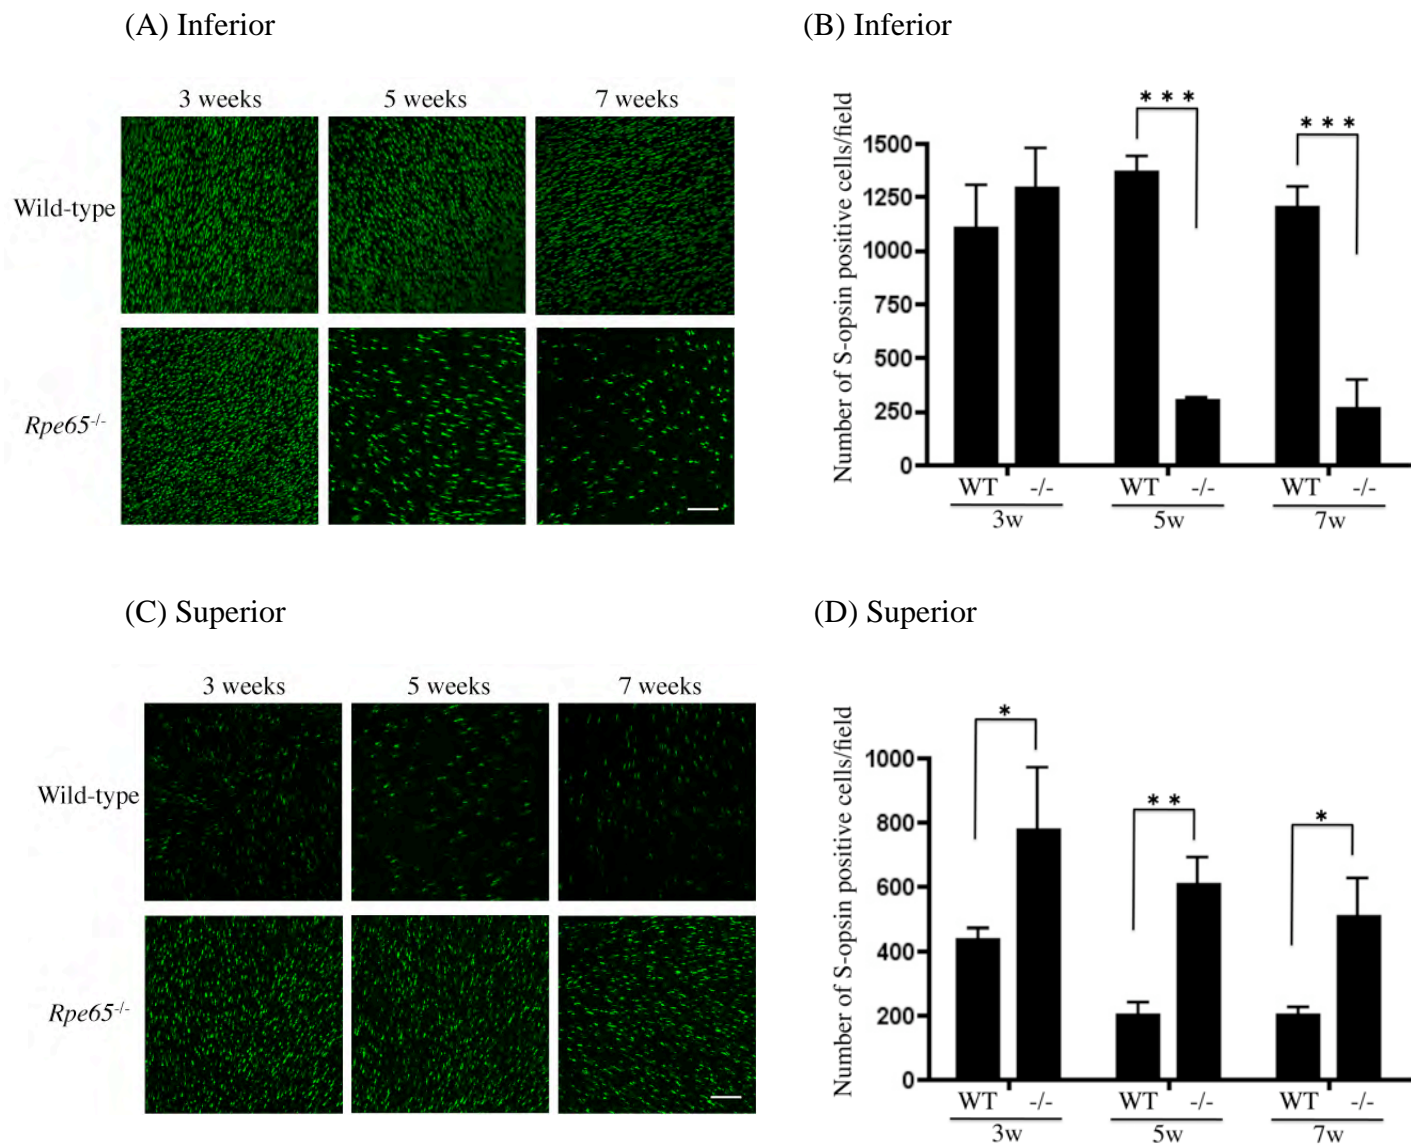 (A) Inferior
3 weeks 5 weeks 7 weeks
Wild-type
Rpe65-/-
(B) Inferior
Number of S-opsin positive cells/field
1500
1250
1000
750
500
250
0
***
***
WT -/- WT -/- WT -/-
3w 5w 7w
(C) Superior
3 weeks 5 weeks 7 weeks
Wild-type
Rpe65-/-
(D) Superior
Number of S-opsin positive cells/field
1000
800
600
400
200
0
*
**
*
WT -/- WT -/- WT -/-
3w 5w 7w